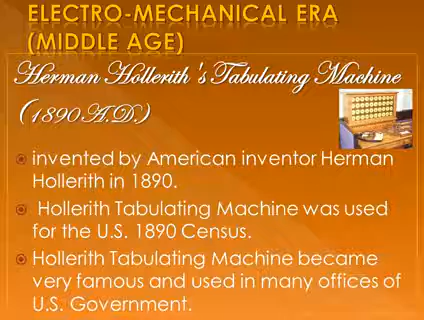 ELECTRO-MECHANICAL ERA
(MIDDLE AGE)
Herman Hollerith's Tabulating Machine
(1890 A.D.)
invented by American inventor Herman
Hollerith in 1890.
Hollerith Tabulating Machine was used
for the U.S. 1890 Census.
Hollerith Tabulating Machine became
very famous and used in many offices of
U.S. Government.